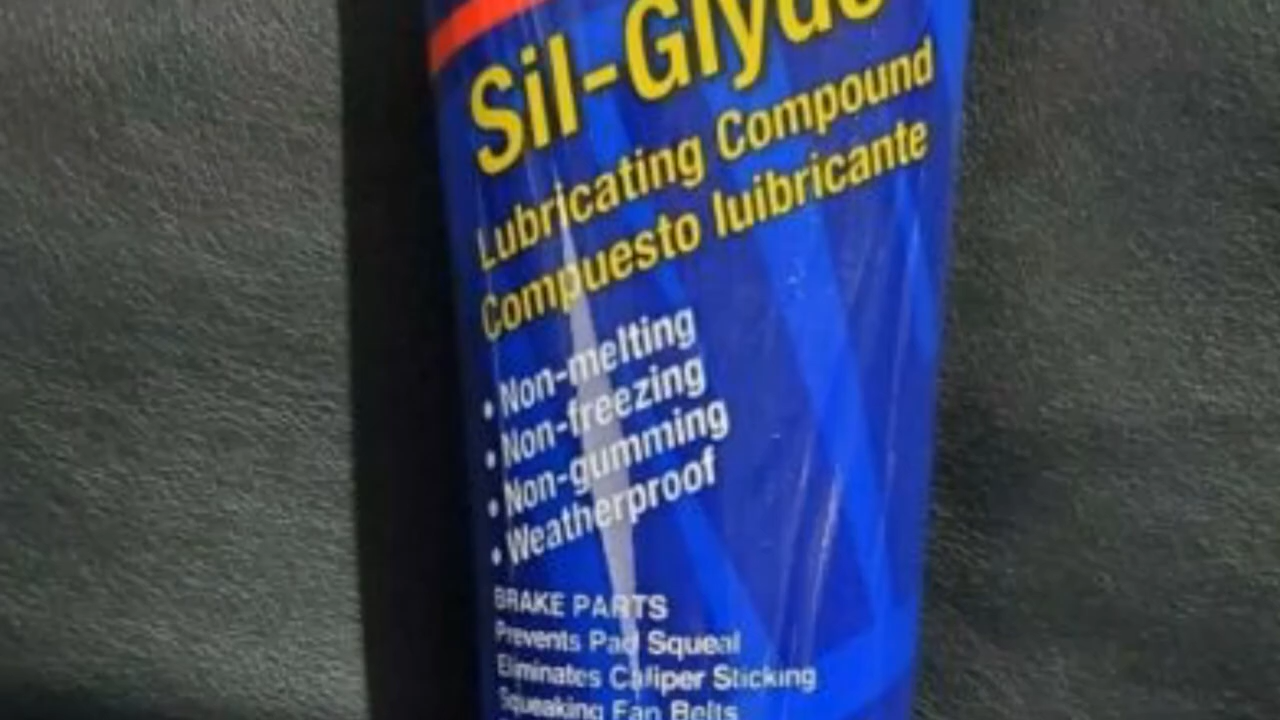 Sil-Glyde
Lubricating Compound
Compuesto luibricante
• Non-melting
• Non-freezing
• Non-gumming
• Weatherproof
BRAKE PARTS
Prevents Pad Squeal
Eliminates Caliper Sticking
Squeaking Fan Belts